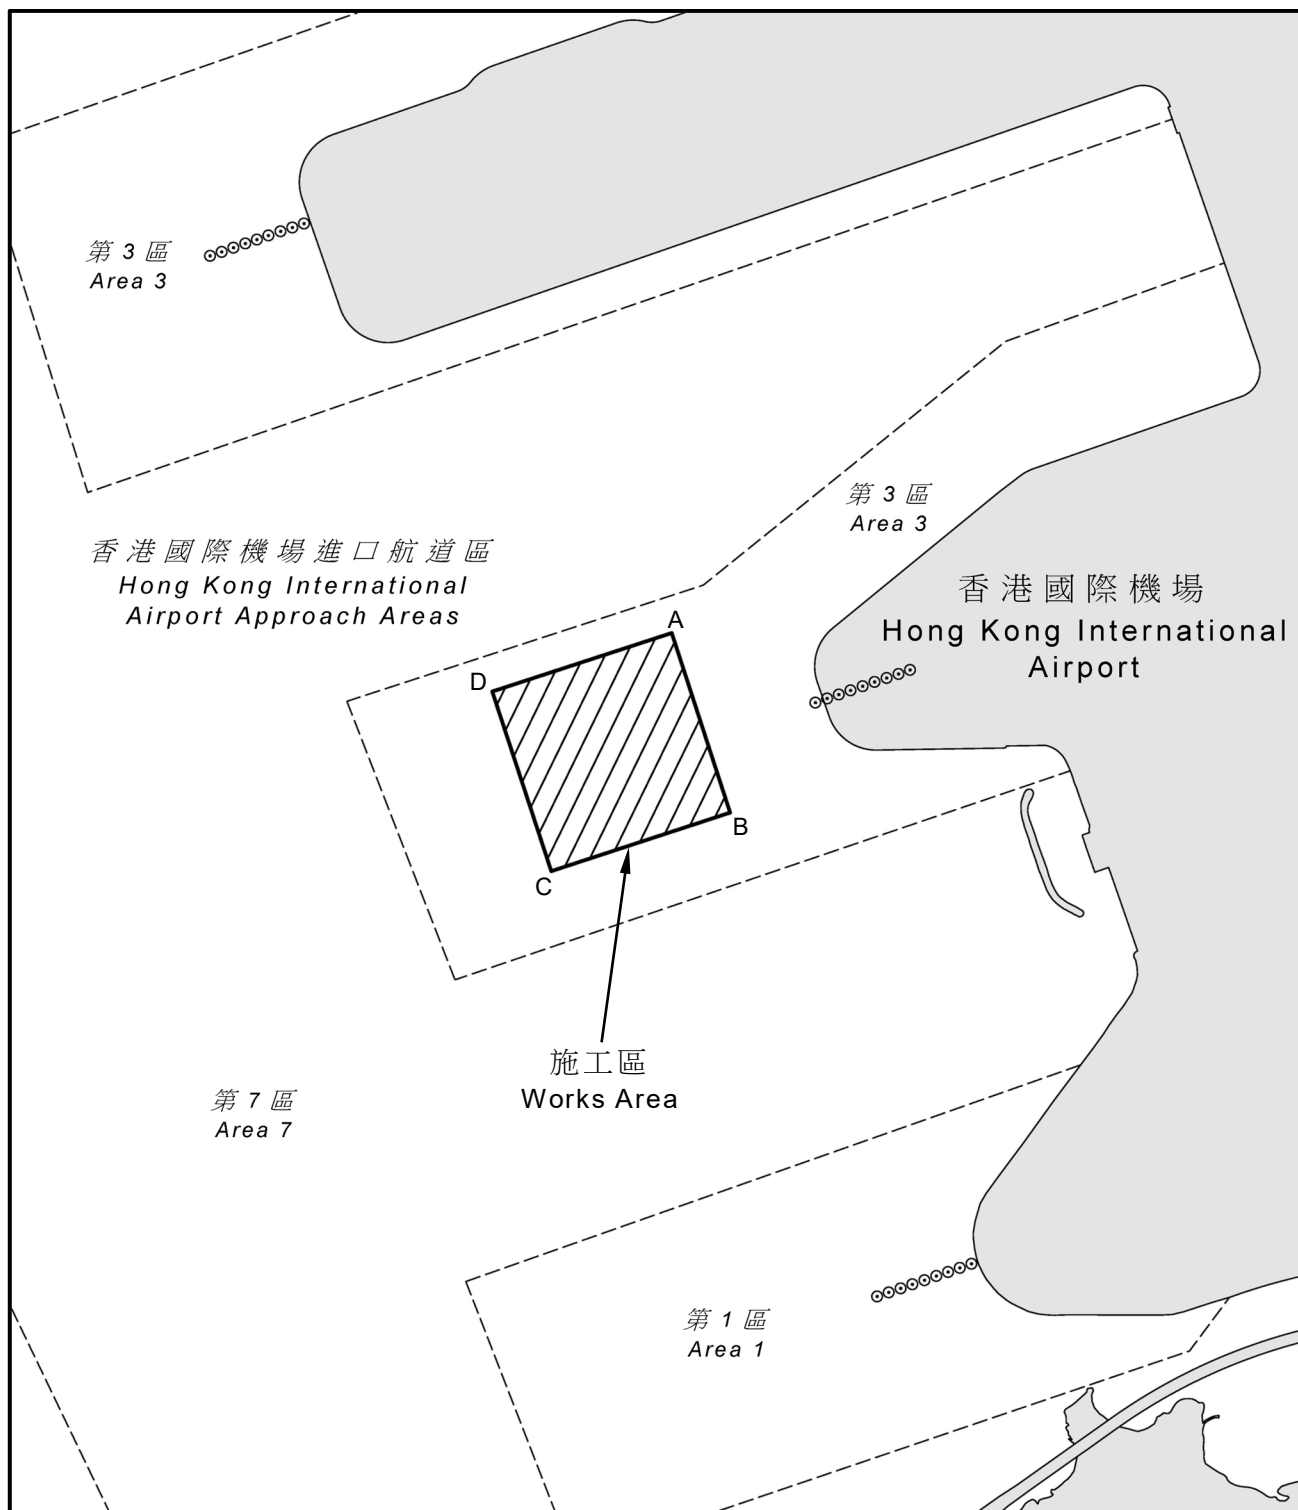 第 3 區
Area 3
第 3 區
Area 3
香港國際機場進口航道區
Hong Kong International
Airport Approach Areas
香港國際機場
Hong Kong International
Airport
A
D
B
C
施工區
Works Area
第 7 區
Area 7
第 1 區
Area 1